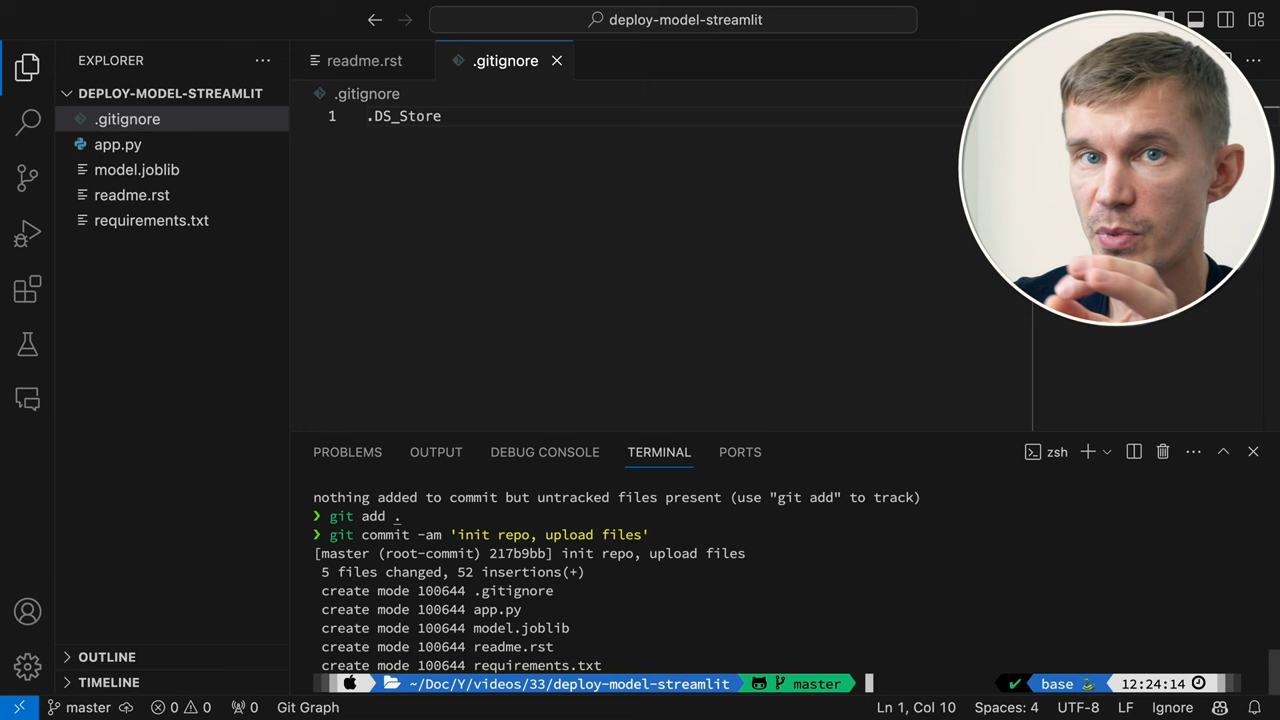 deploy-model-streamlit
EXPLORER
readme.rst
.gitignore
DEPLOY-MODEL-STREAMLIT
.gitignore
.gitignore
1 .DS_Store
app.py
model.joblib
readme.rst
requirements.txt
PROBLEMS OUTPUT DEBUG CONSOLE TERMINAL PORTS
zsh
nothing added to commit but untracked files present (use "git add" to track)
❯ git add .
❯ git commit -am 'init repo, upload files'
[master (root-commit) 217b9bb] init repo, upload files
5 files changed, 52 insertions(+)
create mode 100644 .gitignore
create mode 100644 app.py
create mode 100644 model.joblib
create mode 100644 readme.rst
create mode 100644 requirements.txt
~/Doc/Y/videos/33/deploy-model-streamlit master
base 12:24:14
OUTLINE
TIMELINE
master 0 0 0 Git Graph
Ln 1, Col 10 Spaces: 4 UTF-8 LF Ignore